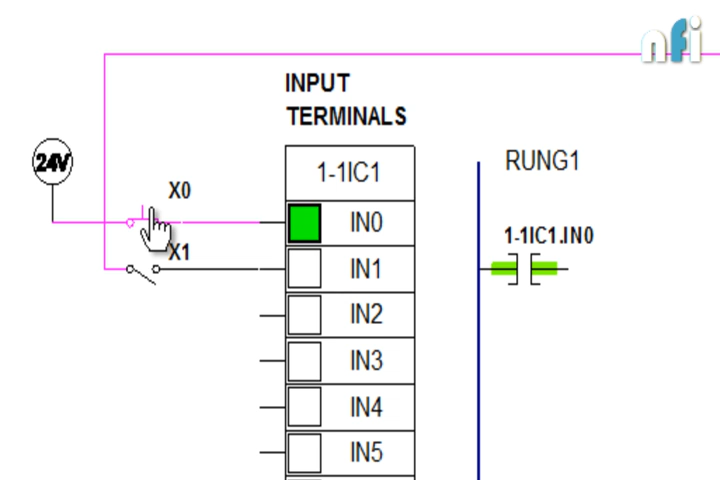 nfi
INPUT
TERMINALS
24V
X0
1-1IC1
RUNG1
IN0
X1
1-1IC1.IN0
IN1
IN2
IN3
IN4
IN5